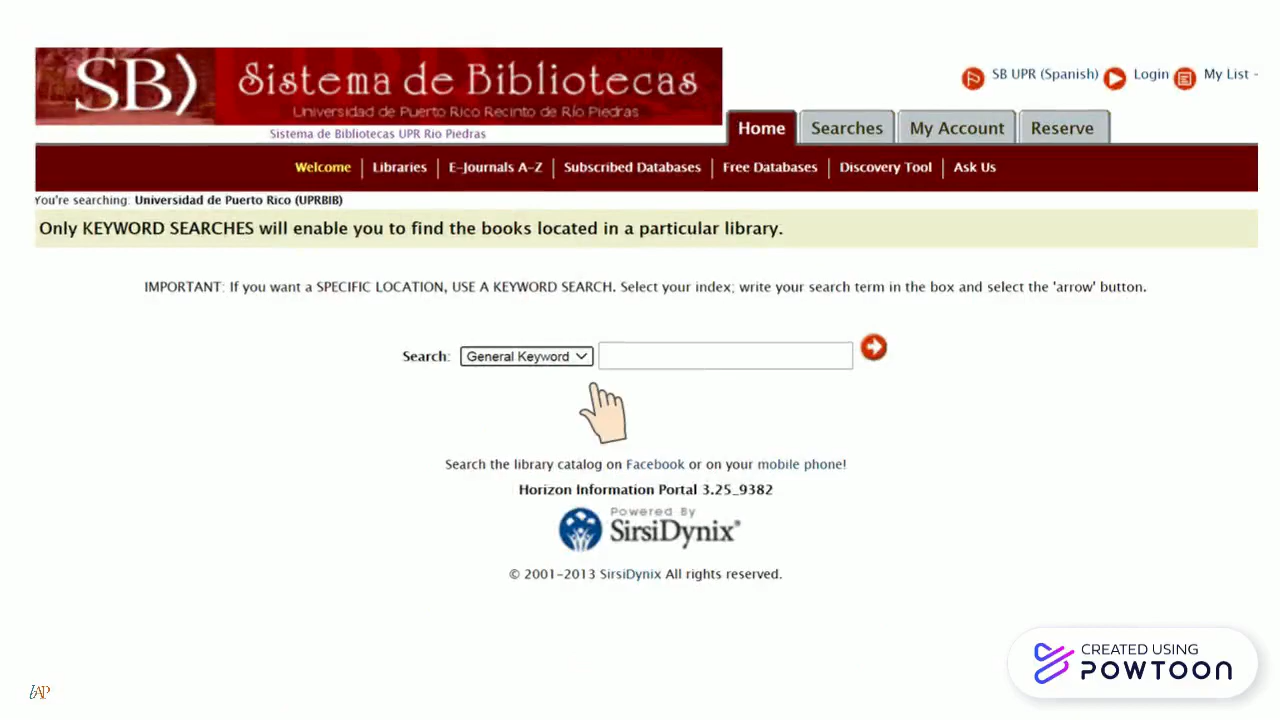 SB)
Sistema de Bibliotecas
Universidad de Puerto Rico Recinto de Río Piedras
SB UPR (Spanish) Login My List -
Sistema de Bibliotecas UPR Rio Piedras
Home Searches My Account Reserve
Welcome Libraries E-Journals A-Z Subscribed Databases Free Databases Discovery Tool Ask Us
You're searching: Universidad de Puerto Rico (UPRBIB)
Only KEYWORD SEARCHES will enable you to find the books located in a particular library.
IMPORTANT: If you want a SPECIFIC LOCATION, USE A KEYWORD SEARCH. Select your index; write your search term in the box and select the 'arrow' button.
Search: General Keyword
Search the library catalog on Facebook or on your mobile phone!
Horizon Information Portal 3.25_9382
Powered By
SirsiDynix®
© 2001-2013 SirsiDynix All rights reserved.
CREATED USING
POWTOON
bAP